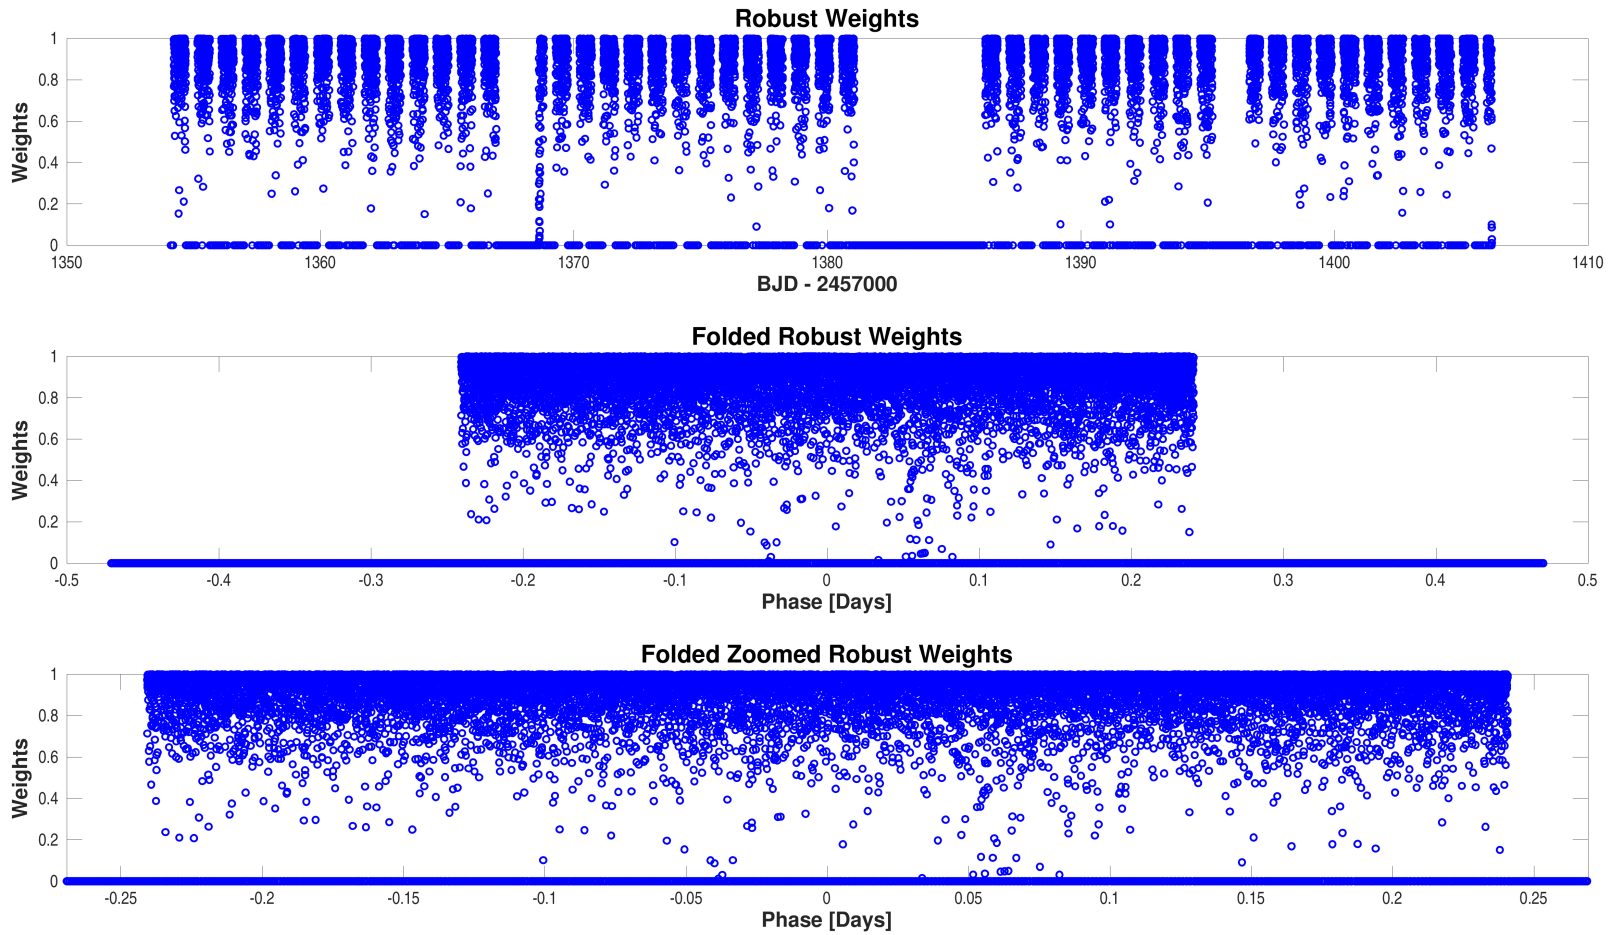 Robust Weights
1
0.8
0.6
0.4
0.2
0
Weights
1350 1360 1370 1380 1390 1400 1410
BJD - 2457000
Folded Robust Weights
1
0.8
0.6
0.4
0.2
0
Weights
-0.5 -0.4 -0.3 -0.2 -0.1 0 0.1 0.2 0.3 0.4 0.5
Phase [Days]
Folded Zoomed Robust Weights
1
0.8
0.6
0.4
0.2
0
Weights
-0.25 -0.2 -0.15 -0.1 -0.05 0 0.05 0.1 0.15 0.2 0.25
Phase [Days]